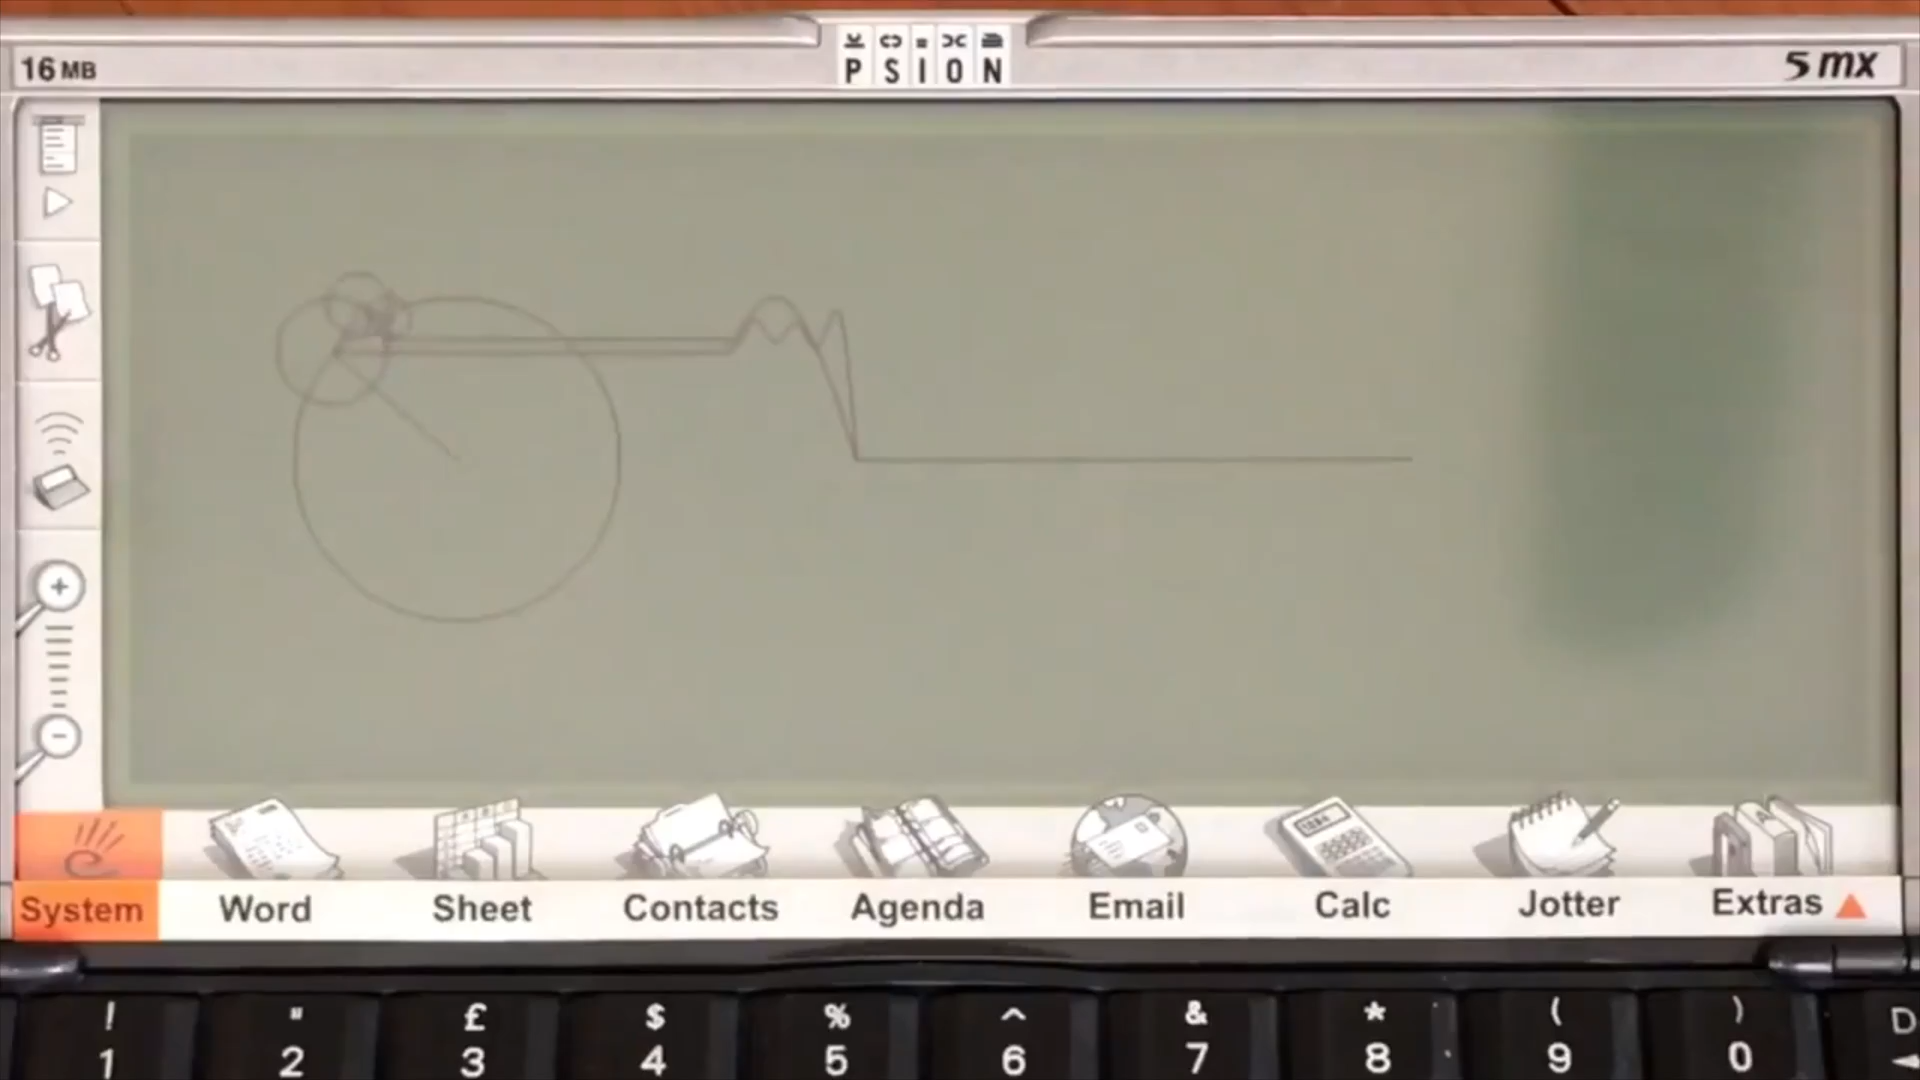 16 MB
PSION
5mx
System Word Sheet Contacts Agenda Email Calc Jotter Extras
! " £ $ % ^ & * ( )
1 2 3 4 5 6 7 8 9 0
D